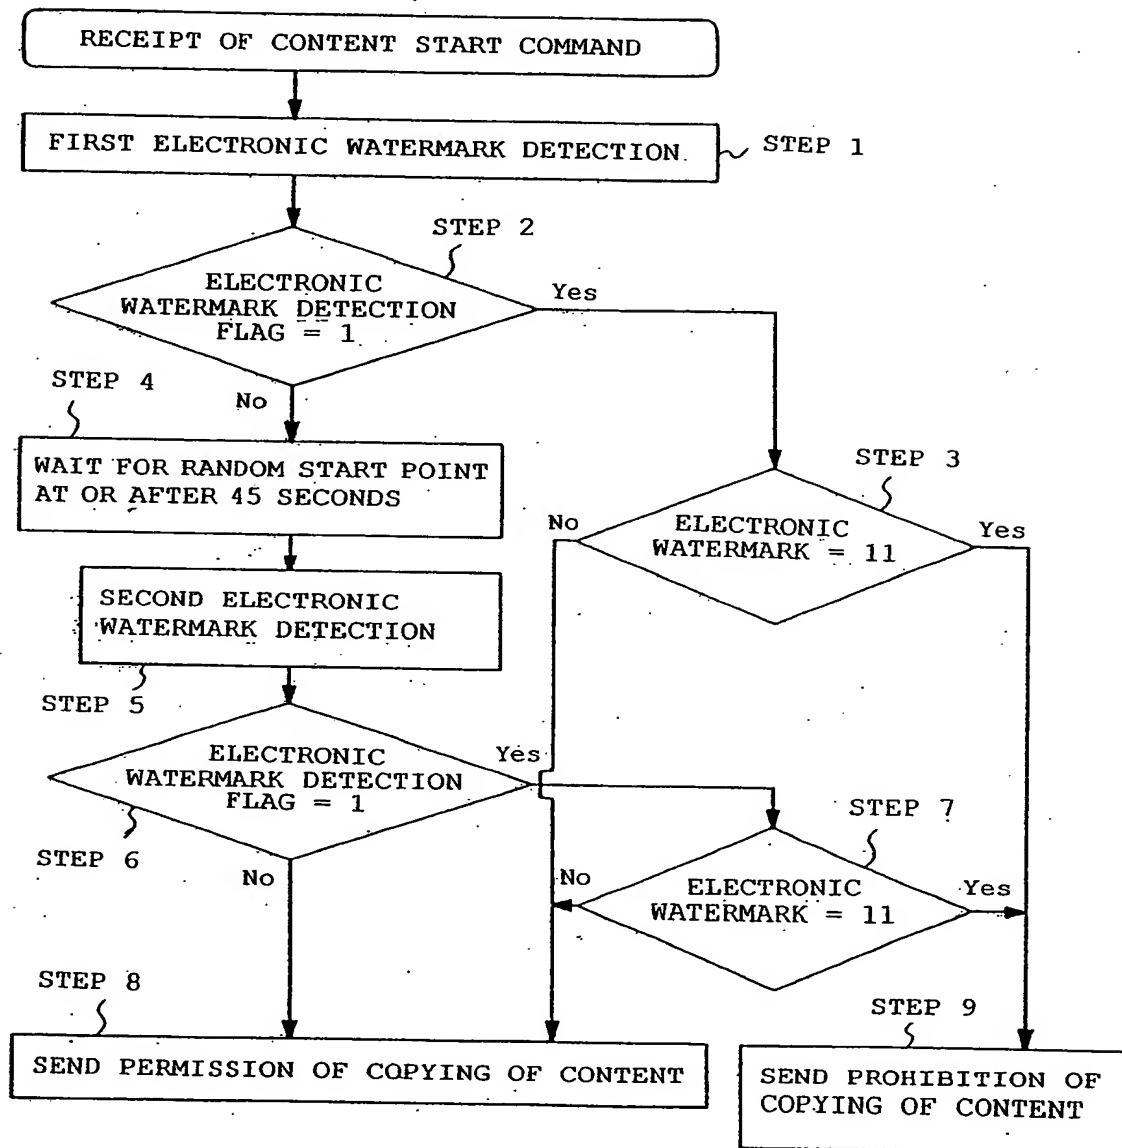 RECEIPT OF CONTENT START COMMAND
FIRST ELECTRONIC WATERMARK DETECTION
STEP 1
STEP 2
ELECTRONIC
WATERMARK DETECTION
FLAG = 1
Yes
No
STEP 4
WAIT FOR RANDOM START POINT
AT OR AFTER 45 SECONDS
STEP 3
ELECTRONIC
WATERMARK = 11
No
Yes
SECOND ELECTRONIC
WATERMARK DETECTION
STEP 5
ELECTRONIC
WATERMARK DETECTION
FLAG = 1
Yes
STEP 6
No
STEP 7
ELECTRONIC
WATERMARK = 11
No
Yes
STEP 8
SEND PERMISSION OF COPYING OF CONTENT
STEP 9
SEND PROHIBITION OF
COPYING OF CONTENT